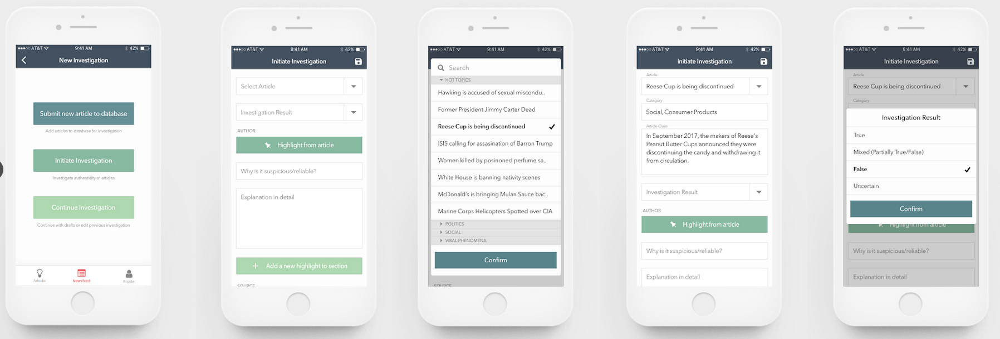 AT&T 9:41 AM 42%
New Investigation
Submit new article to database
Add articles to database for investigation
Initiate Investigation
Investigate authenticity of articles
Continue Investigation
Continue with drafts or edit previous investigation
Admin Newsfeed Profile
AT&T 9:41 AM 42%
Initiate Investigation
Select Article
Investigation Result
AUTHOR
Highlight from article
Why is it suspicious/reliable?
Explanation in detail
+ Add a new highlight to section
SOURCE
AT&T 9:41 AM 42%
Search
HOT TOPICS
Hawking is accused of sexual miscondu..
Former President Jimmy Carter Dead
Reese Cup is being discontinued
ISIS calling for assasination of Barron Trump
Women killed by posinoned perfume sa..
White House is banning nativity scenes
McDonald's is bringing Mulan Sauce bac..
Marine Corps Helicopters Spotted over CIA
POLITICS
SOCIAL
VIRAL PHENOMENA
Confirm
SOURCE
AT&T 9:41 AM 42%
Initiate Investigation
Article
Reese Cup is being discontinued
Category
Social, Consumer Products
Article Claim
In September 2017, the makers of Reese's
Peanut Butter Cups announced they were
discontinuing the candy and withdrawing it
from circulation.
Investigation Result
AUTHOR
Highlight from article
Why is it suspicious/reliable?
Explanation in detail
AT&T 9:41 AM 42%
Initiate Investigation
Article
Reese Cup is being discontinued
Category
Investigation Result
True
Mixed (Partially True/False)
False
Uncertain
Confirm
Highlight from article
Why is it suspicious/reliable?
Explanation in detail